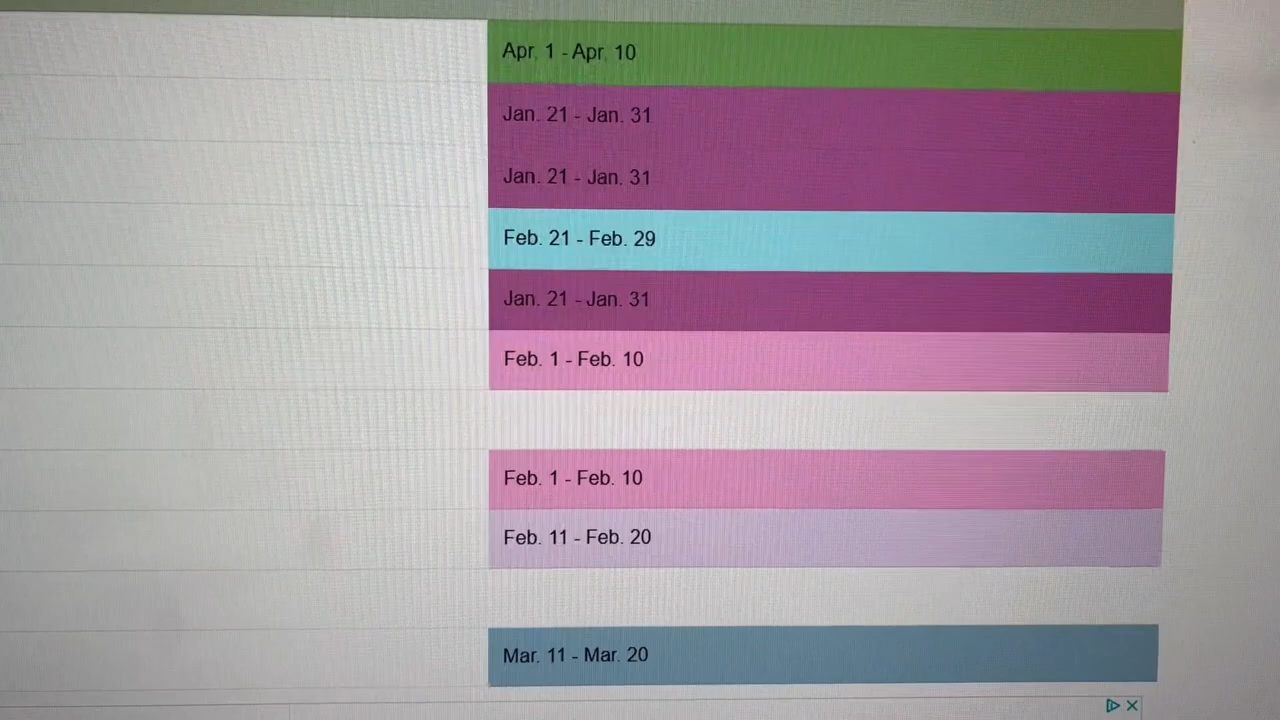 Apr. 1 - Apr. 10
Jan. 21 - Jan. 31
Jan. 21 - Jan. 31
Feb. 21 - Feb. 29
Jan. 21 - Jan. 31
Feb. 1 - Feb. 10
Feb. 1 - Feb. 10
Feb. 11 - Feb. 20
Mar. 11 - Mar. 20